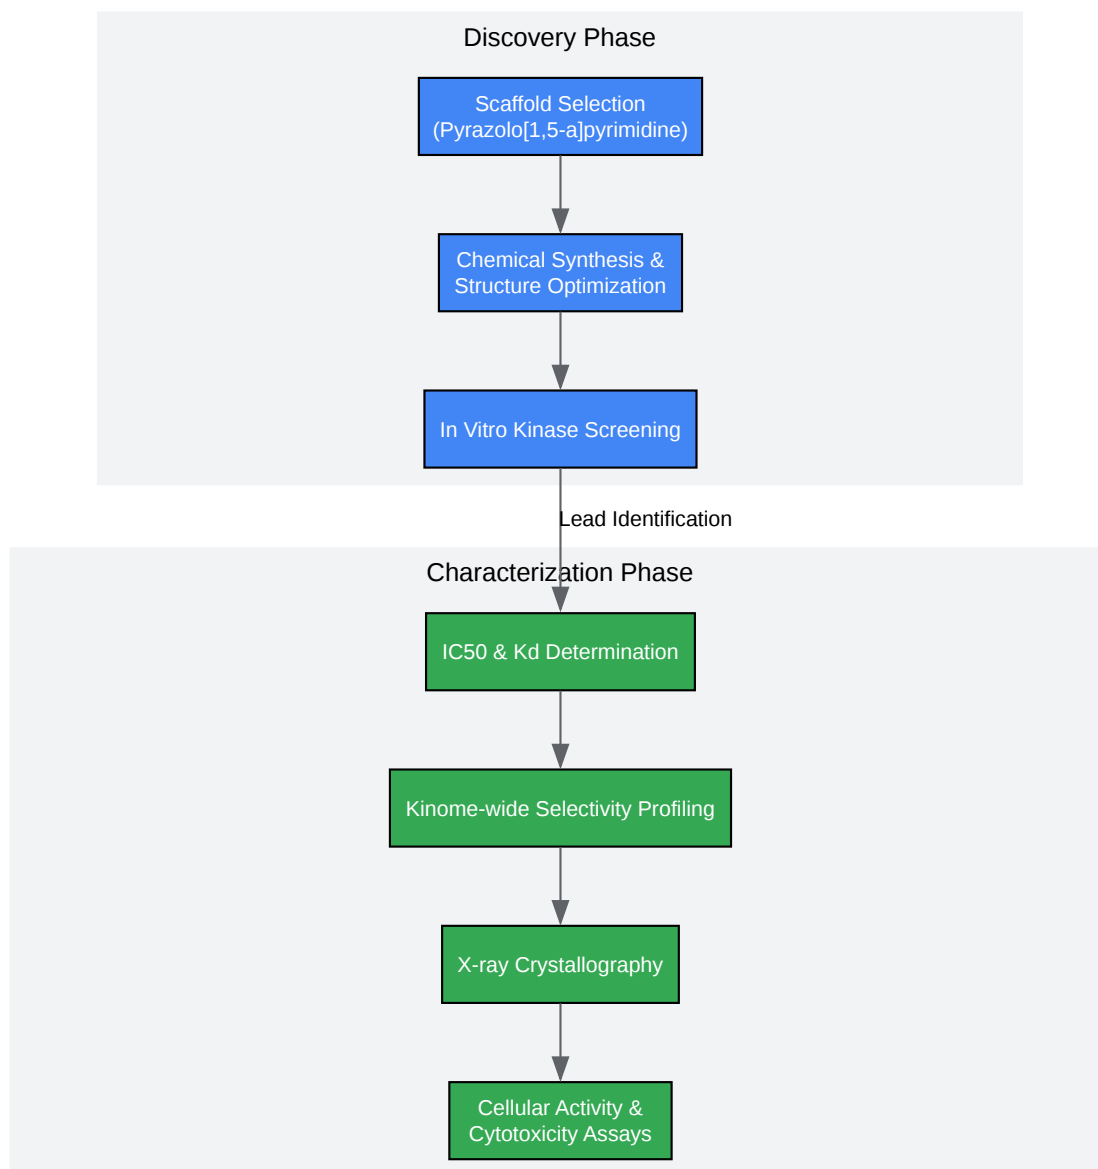 Discovery Phase
Scaffold Selection
(Pyrazolo[1,5-a]pyrimidine)
Chemical Synthesis &
Structure Optimization
In Vitro Kinase Screening
Lead Identification
Characterization Phase
IC50 & Kd Determination
Kinome-wide Selectivity Profiling
X-ray Crystallography
Cellular Activity &
Cytotoxicity Assays